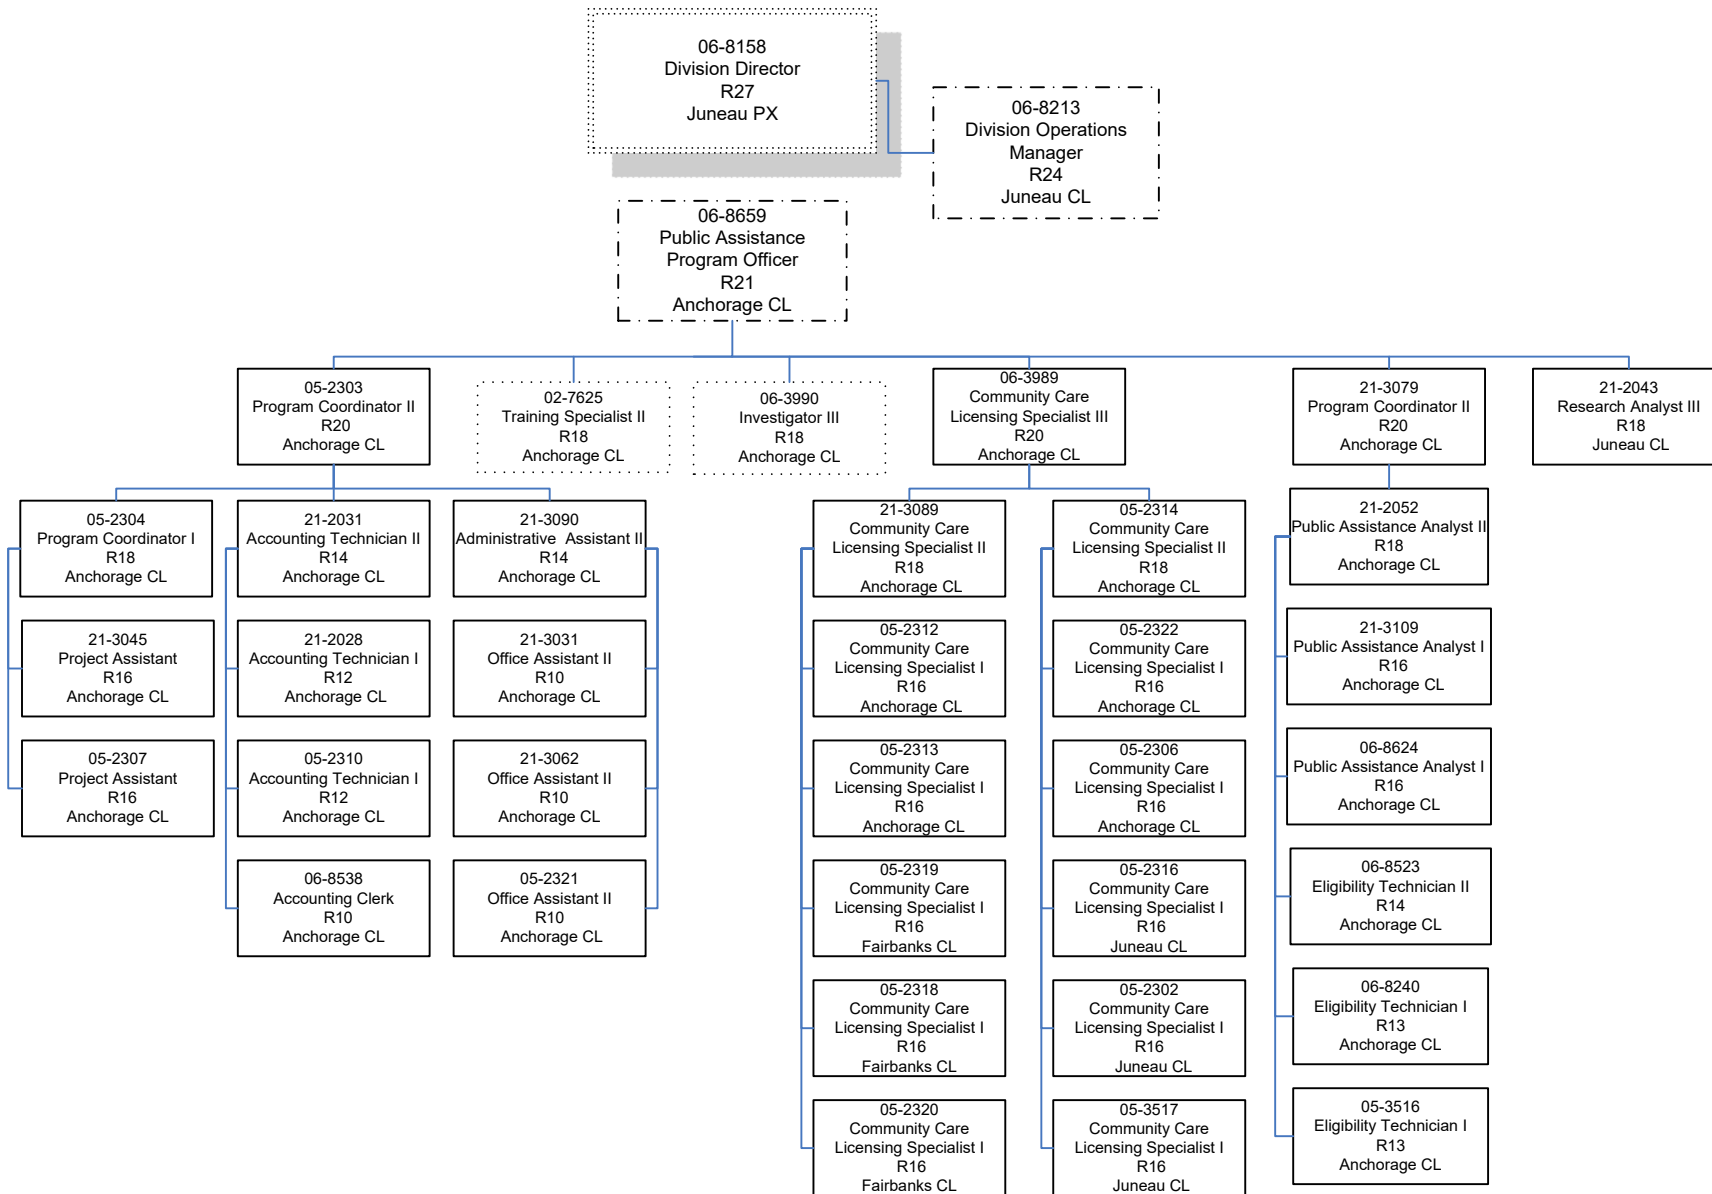 06-8158
Division Director
R27
Juneau PX
06-8213
Division Operations
Manager
R24
Juneau CL
06-8659
Public Assistance
Program Officer
R21
Anchorage CL
05-2303
Program Coordinator II
R20
Anchorage CL
02-7625
Training Specialist II
R18
Anchorage CL
06-3990
Investigator III
R18
Anchorage CL
06-3989
Community Care
Licensing Specialist III
R20
Anchorage CL
21-3079
Program Coordinator II
R20
Anchorage CL
21-2043
Research Analyst III
R18
Juneau CL
05-2304
Program Coordinator I
R18
Anchorage CL
21-3045
Project Assistant
R16
Anchorage CL
05-2307
Project Assistant
R16
Anchorage CL
21-2031
Accounting Technician II
R14
Anchorage CL
21-2028
Accounting Technician I
R12
Anchorage CL
05-2310
Accounting Technician I
R12
Anchorage CL
06-8538
Accounting Clerk
R10
Anchorage CL
21-3090
Administrative  Assistant II
R14
Anchorage CL
21-3031
Office Assistant II
R10
Anchorage CL
21-3062
Office Assistant II
R10
Anchorage CL
05-2321
Office Assistant II
R10
Anchorage CL
21-3089
Community Care
Licensing Specialist II
R18
Anchorage CL
05-2312
Community Care
Licensing Specialist I
R16
Anchorage CL
05-2313
Community Care
Licensing Specialist I
R16
Anchorage CL
05-2319
Community Care
Licensing Specialist I
R16
Fairbanks CL
05-2318
Community Care
Licensing Specialist I
R16
Fairbanks CL
05-2320
Community Care
Licensing Specialist I
R16
Fairbanks CL
05-2314
Community Care
Licensing Specialist II
R18
Anchorage CL
05-2322
Community Care
Licensing Specialist I
R16
Anchorage CL
05-2306
Community Care
Licensing Specialist I
R16
Anchorage CL
05-2316
Community Care
Licensing Specialist I
R16
Juneau CL
05-2302
Community Care
Licensing Specialist I
R16
Juneau CL
05-3517
Community Care
Licensing Specialist I
R16
Juneau CL
21-2052
Public Assistance Analyst II
R18
Anchorage CL
21-3109
Public Assistance Analyst I
R16
Anchorage CL
06-8624
Public Assistance Analyst I
R16
Anchorage CL
06-8523
Eligibility Technician II
R14
Anchorage CL
06-8240
Eligibility Technician I
R13
Anchorage CL
05-3516
Eligibility Technician I
R13
Anchorage CL